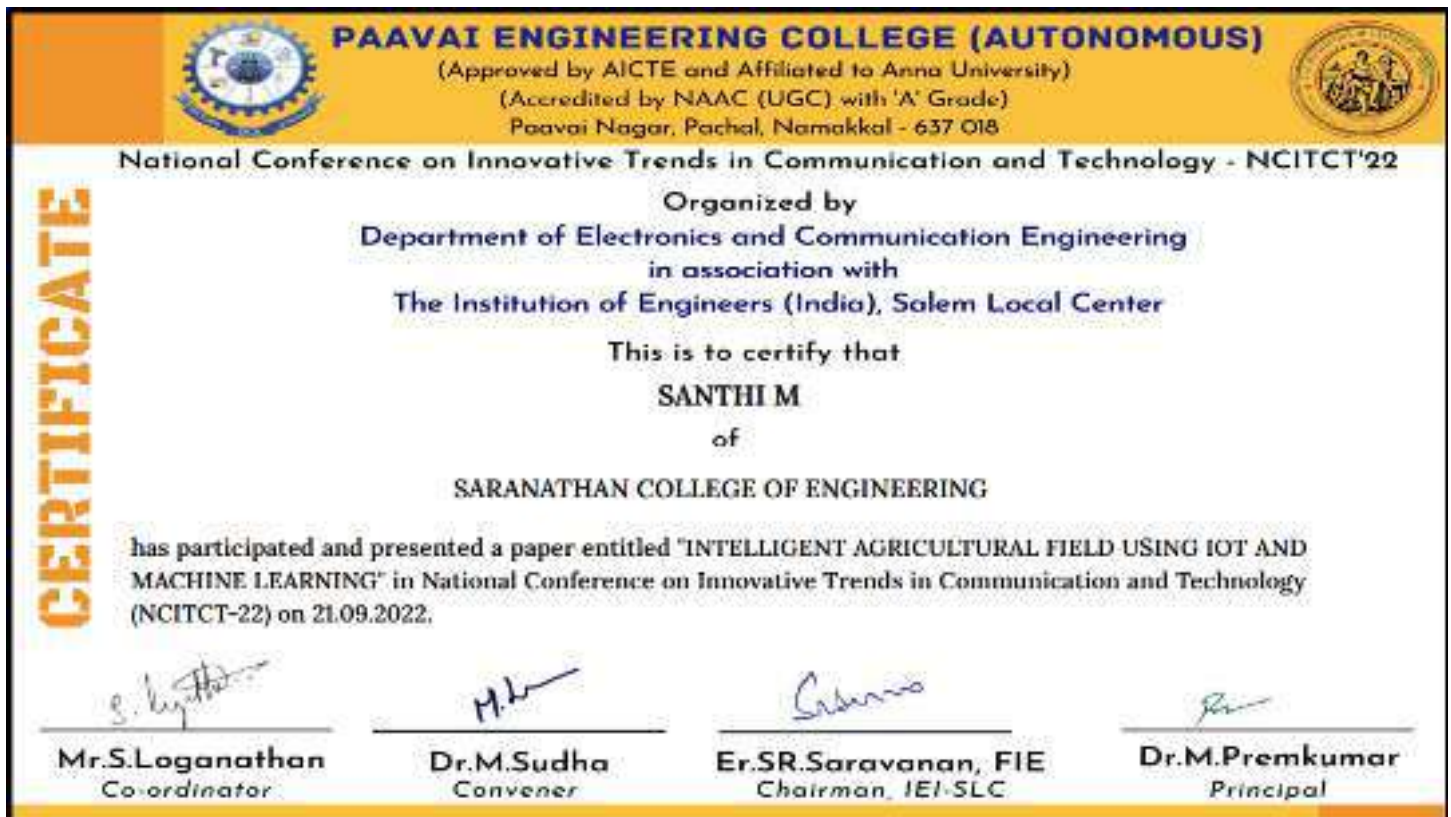 PAAVAI ENGINEERING COLLEGE (AUTONOMOUS)
(Approved by AICTE and Affiliated to Anna University)
(Accredited by NAAC (UGC) with 'A' Grade)
Paavai Nagar, Pachal, Namakkal - 637 018
National Conference on Innovative Trends in Communication and Technology - NCITCT'22
CERTIFICATE
Organized by
Department of Electronics and Communication Engineering
in association with
The Institution of Engineers (India), Salem Local Center
This is to certify that
SANTHI M
of
SARANATHAN COLLEGE OF ENGINEERING
has participated and presented a paper entitled "INTELLIGENT AGRICULTURAL FIELD USING IOT AND
MACHINE LEARNING" in National Conference on Innovative Trends in Communication and Technology
(NCITCT-22) on 21.09.2022.
Mr.S.Loganathan
Co-ordinator
Dr.M.Sudha
Convener
Er.SR.Saravanan, FIE
Chairman, IEI-SLC
Dr.M.Premkumar
Principal